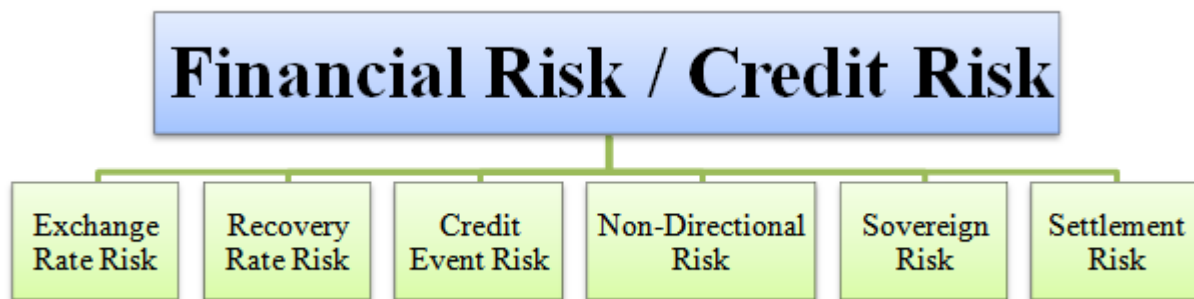 Financial Risk / Credit Risk
Exchange
Rate Risk
Recovery
Rate Risk
Credit
Event Risk
Non-Directional
Risk
Sovereign
Risk
Settlement
Risk